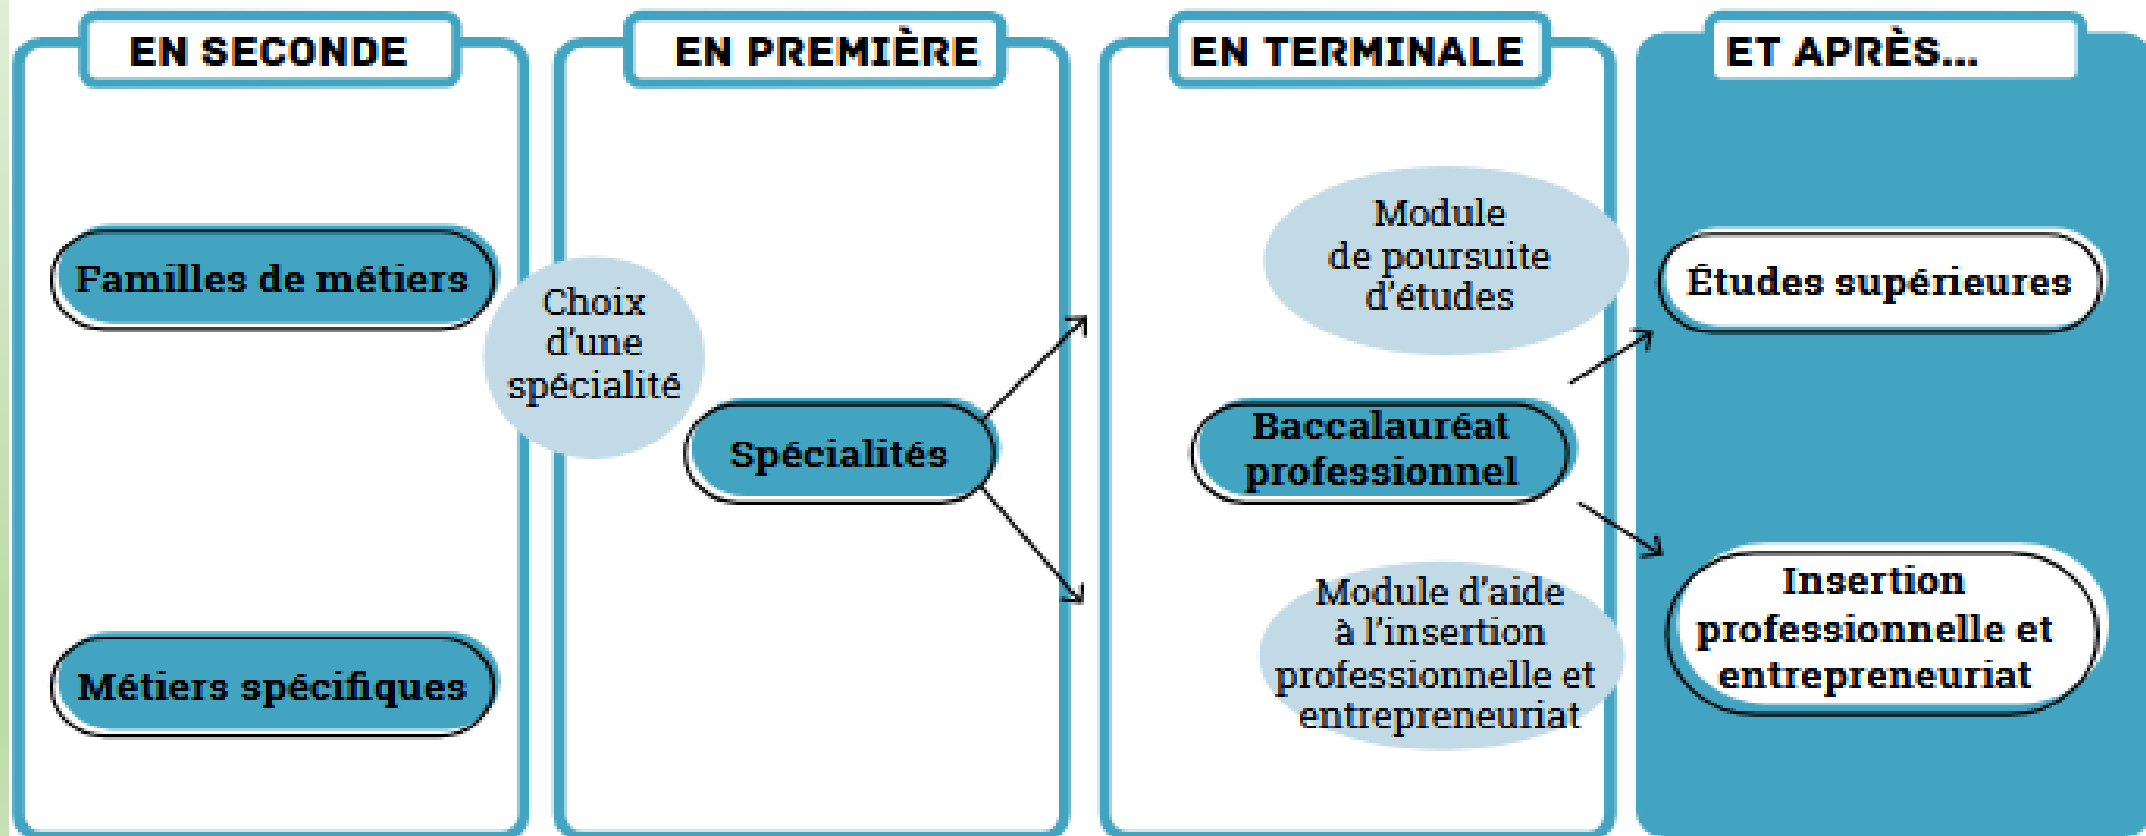 EN SECONDE
Familles de métiers
Métiers spécifiques
Choix
d'une
spécialité
EN PREMIÈRE
Spécialités
EN TERMINALE
Module
de poursuite
d'études
Baccalauréat
professionnel
Module d'aide
à l'insertion
professionnelle et
entrepreneuriat
ET APRÈS...
Études supérieures
Insertion
professionnelle et
entrepreneuriat